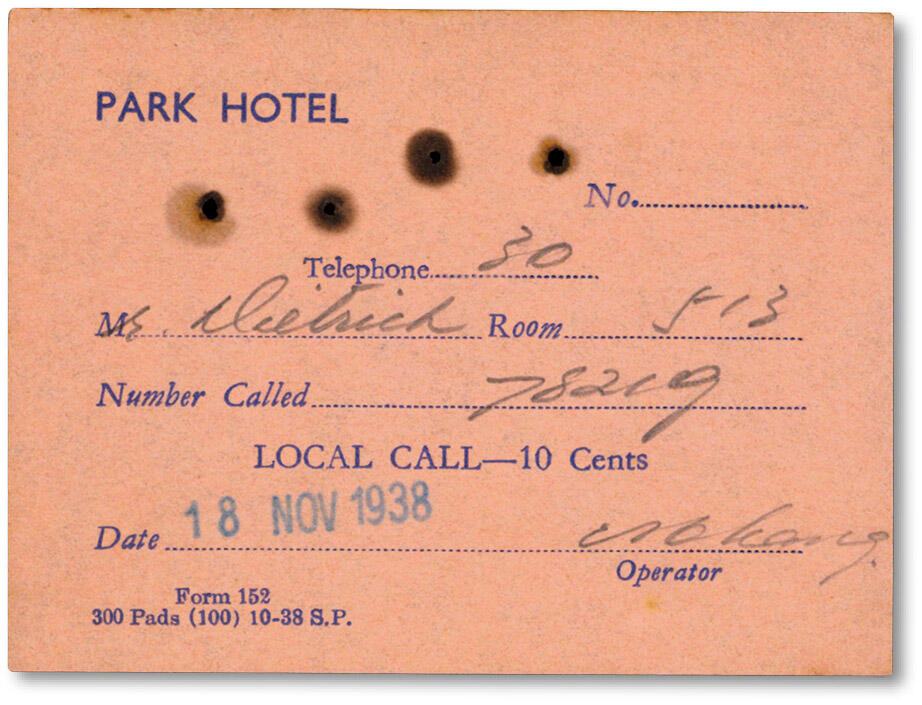 PARK HOTEL
No.
Telephone 30
Mr. Dietrich Room 513
Number Called 78219
LOCAL CALL—10 Cents
Date 18 NOV 1938
Operator
Form 152
300 Pads (100) 10-38 S.P.